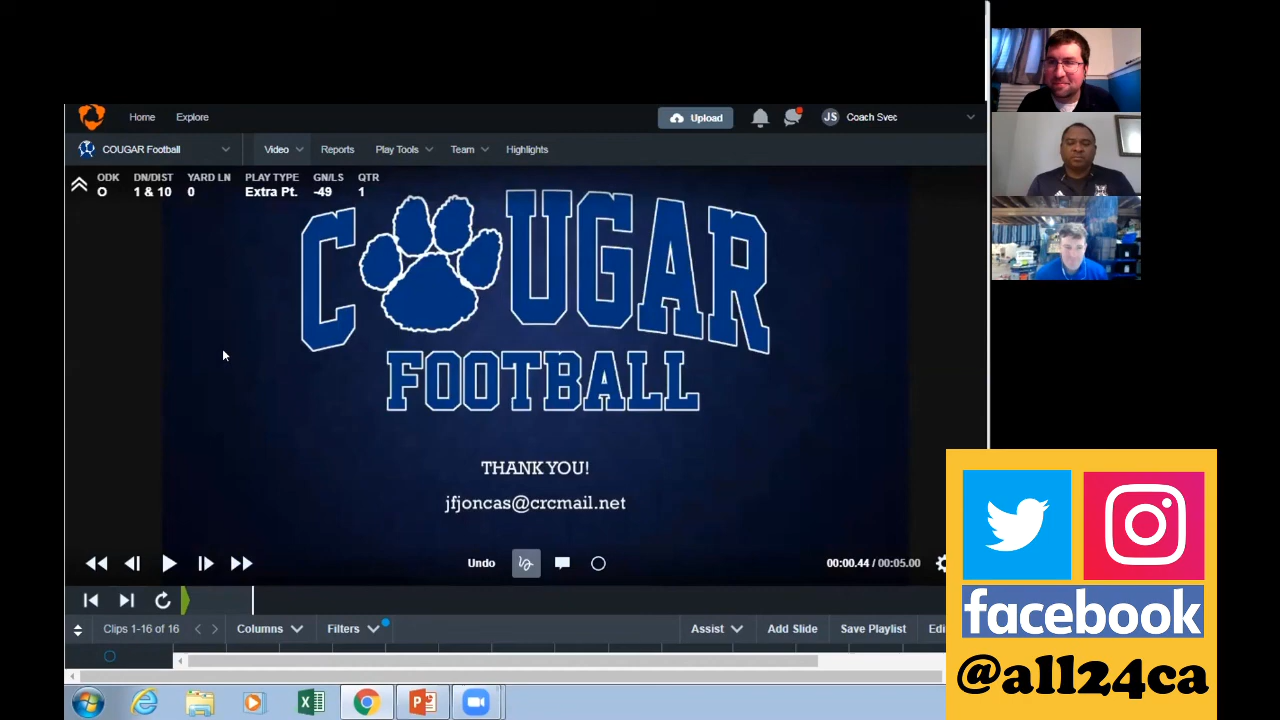 Home Explore Upload JS Coach Svec
COUGAR Football Video Reports Play Tools Team Highlights
ODK DN/DIST YARD LN PLAY TYPE GN/LS QTR
O 1 & 10 0 Extra Pt. -49 1
COUGAR
FOOTBALL
THANK YOU!
jfjoncas@crcmail.net
Undo 00:00.44 / 00:05.00
Clips 1-16 of 16 Columns Filters Assist Add Slide Save Playlist Edi
facebook
@all24ca